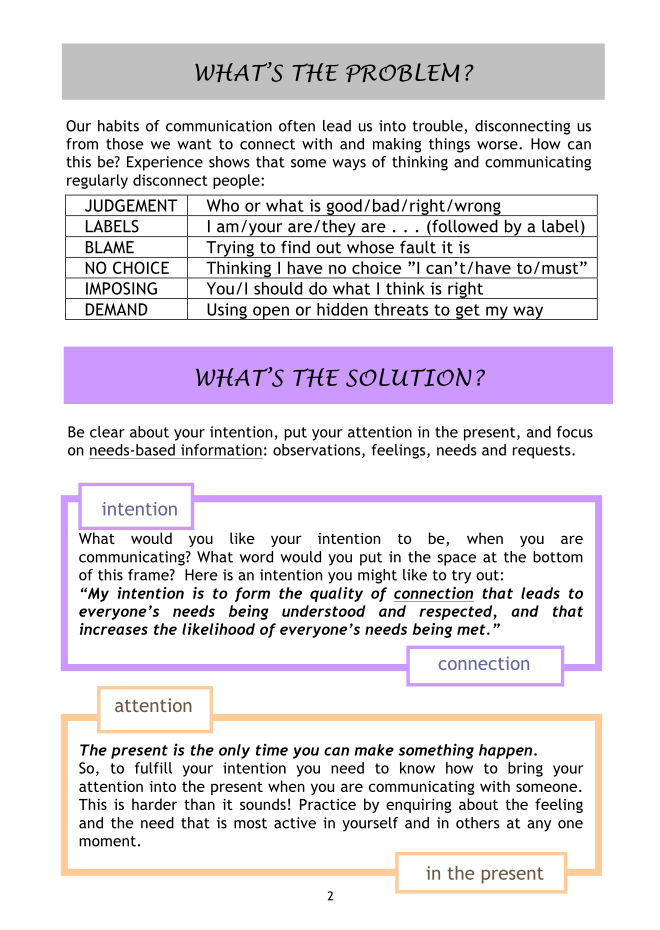 WHAT'S THE PROBLEM?
Our habits of communication often lead us into trouble, disconnecting us
from those we want to connect with and making things worse. How can
this be? Experience shows that some ways of thinking and communicating
regularly disconnect people:
JUDGEMENT Who or what is good/bad/right/wrong
LABELS I am/your are/they are . . . (followed by a label)
BLAME Trying to find out whose fault it is
NO CHOICE Thinking I have no choice ”I can’t/have to/must”
IMPOSING You/I should do what I think is right
DEMAND Using open or hidden threats to get my way
WHAT'S THE SOLUTION?
Be clear about your intention, put your attention in the present, and focus
on needs-based information: observations, feelings, needs and requests.
intention
What would you like your intention to be, when you are
communicating? What word would you put in the space at the bottom
of this frame? Here is an intention you might like to try out:
“My intention is to form the quality of connection that leads to
everyone’s needs being understood and respected, and that
increases the likelihood of everyone’s needs being met.”
connection
attention
The present is the only time you can make something happen.
So, to fulfill your intention you need to know how to bring your
attention into the present when you are communicating with someone.
This is harder than it sounds! Practice by enquiring about the feeling
and the need that is most active in yourself and in others at any one
moment.
in the present
2